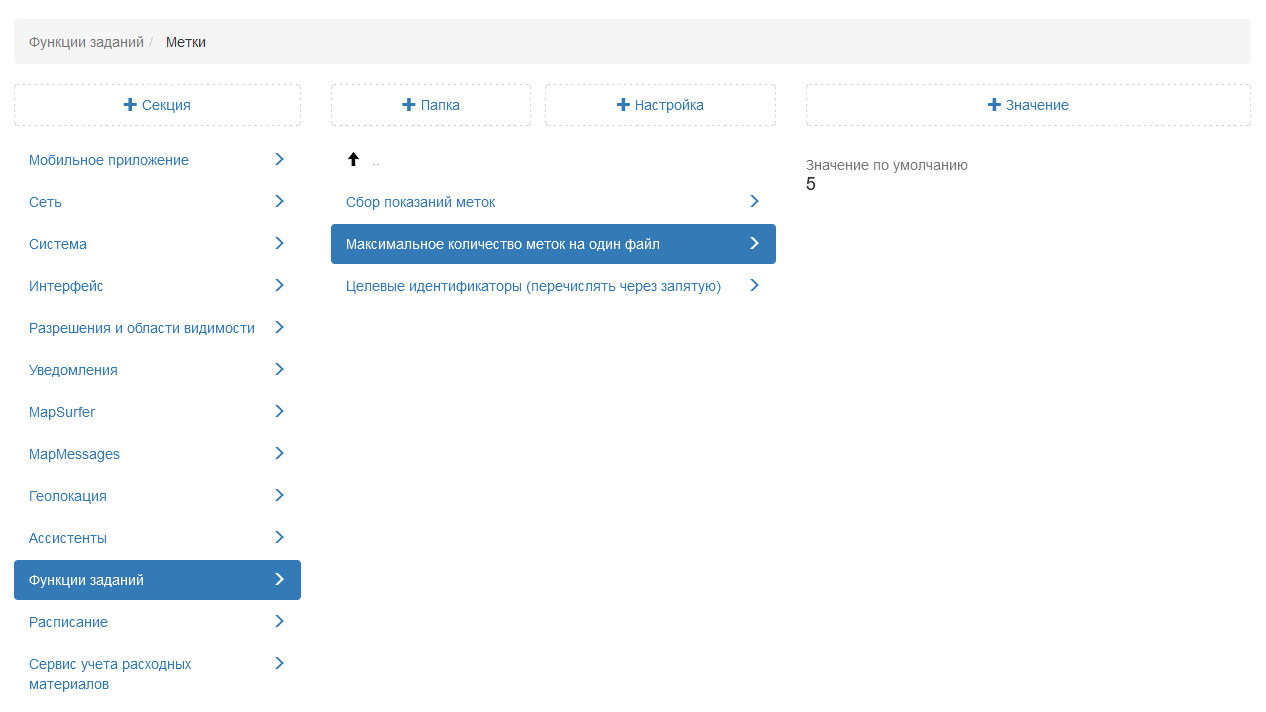 Функции заданий / Метки
Секция
Папка
Настройка
Значение
Мобильное приложение
Сеть
Система
Интерфейс
Разрешения и области видимости
Уведомления
MapSurfer
MapMessages
Геолокация
Ассистенты
Функции заданий
Расписание
Сервис учета расходных
материалов
..
Сбор показаний меток
Максимальное количество меток на один файл
Целевые идентификаторы (перечислять через запятую)
Значение по умолчанию
5